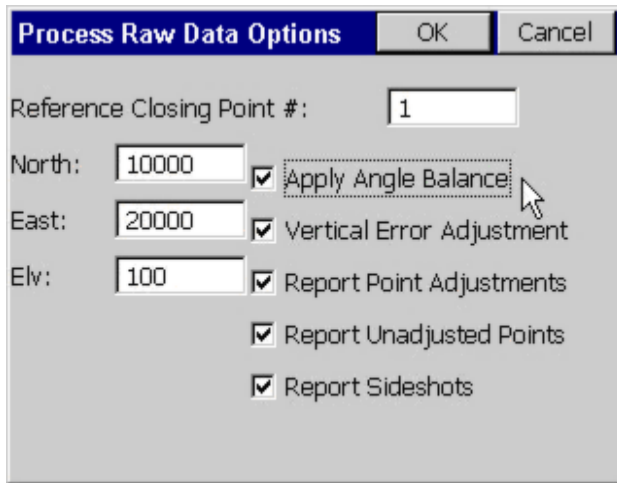 Process Raw Data Options OK Cancel
Reference Closing Point #: 1
North: 10000 Apply Angle Balance
East: 20000 Vertical Error Adjustment
Elv: 100 Report Point Adjustments
Report Unadjusted Points
Report Sideshots